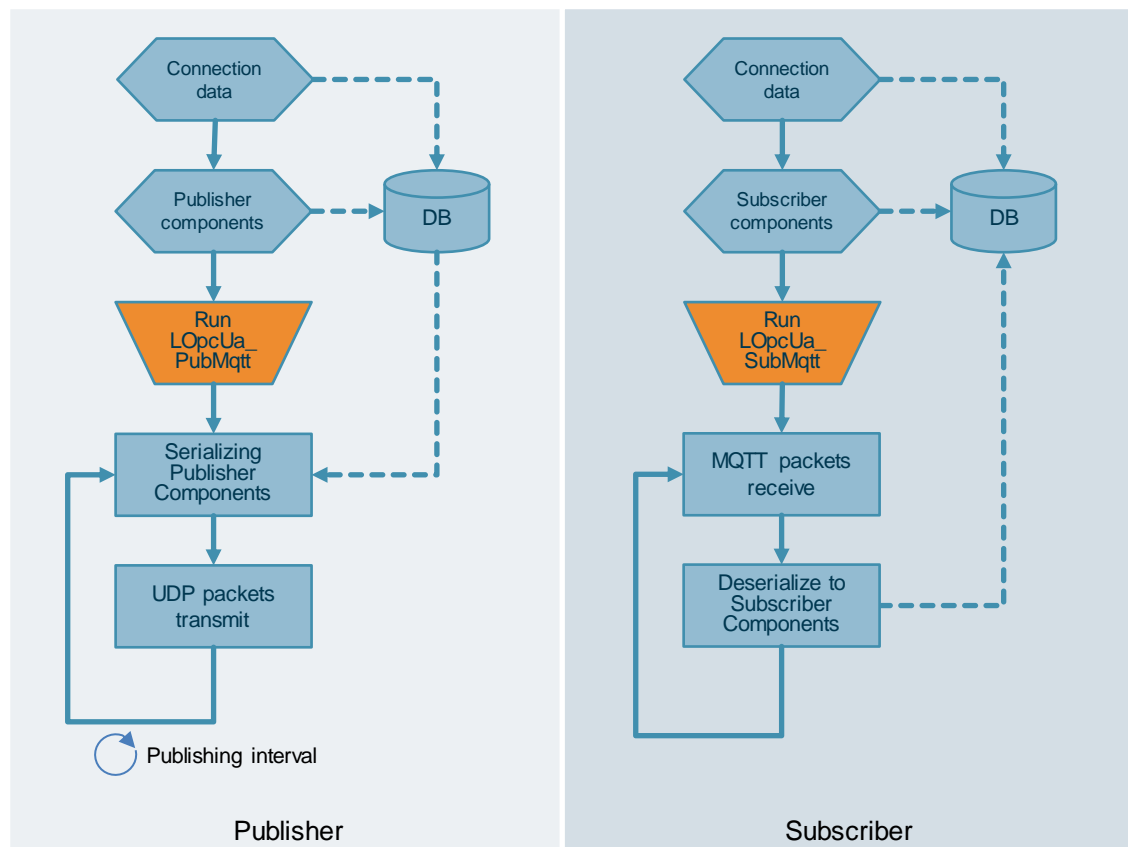 Connection
data
Publisher
components
DB
Run
LOpcUa_
PubMqtt
Serializing
Publisher
Components
UDP packets
transmit
Publishing interval
Publisher
Connection
data
Subscriber
components
DB
Run
LOpcUa_
SubMqtt
MQTT packets
receive
Deserialize to
Subscriber
Components
Subscriber